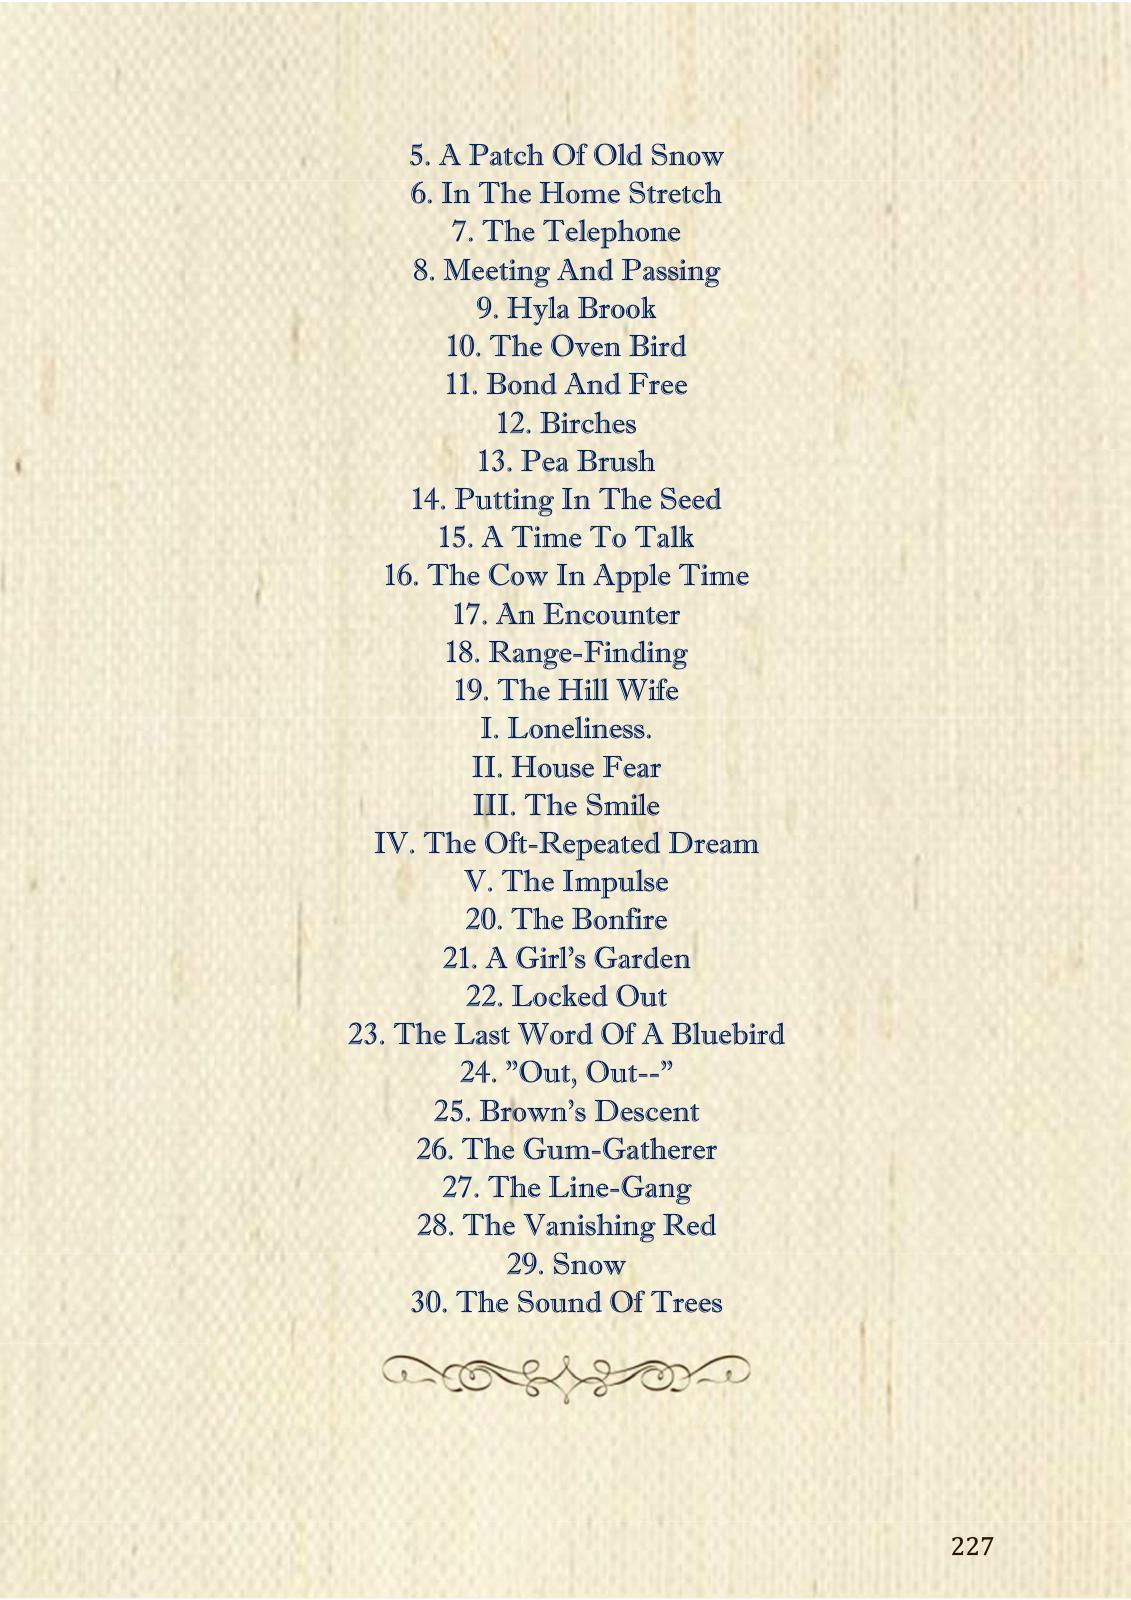 5. A Patch Of Old Snow
6. In The Home Stretch
7. The Telephone
8. Meeting And Passing
9. Hyla Brook
10. The Oven Bird
11. Bond And Free
12. Birches
13. Pea Brush
14. Putting In The Seed
15. A Time To Talk
16. The Cow In Apple Time
17. An Encounter
18. Range-Finding
19. The Hill Wife
I. Loneliness.
II. House Fear
III. The Smile
IV. The Oft-Repeated Dream
V. The Impulse
20. The Bonfire
21. A Girl’s Garden
22. Locked Out
23. The Last Word Of A Bluebird
24. ”Out, Out--”
25. Brown’s Descent
26. The Gum-Gatherer
27. The Line-Gang
28. The Vanishing Red
29. Snow
30. The Sound Of Trees
227